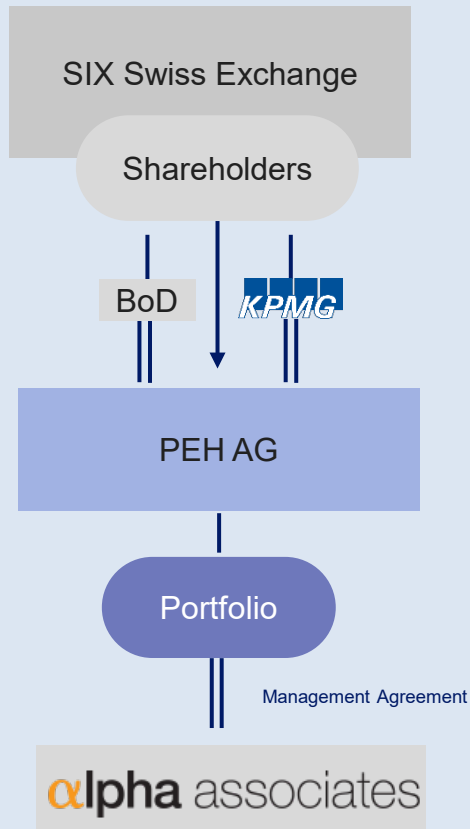 SIX Swiss Exchange
Shareholders
BoD
KPMG
PEH AG
Portfolio
Management Agreement
αlpha associates